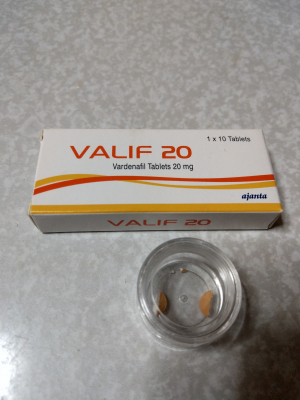 1 x 10 Tablets
VALIF 20
Vardenafil Tablets 20 mg
ajanta
VALIF 20